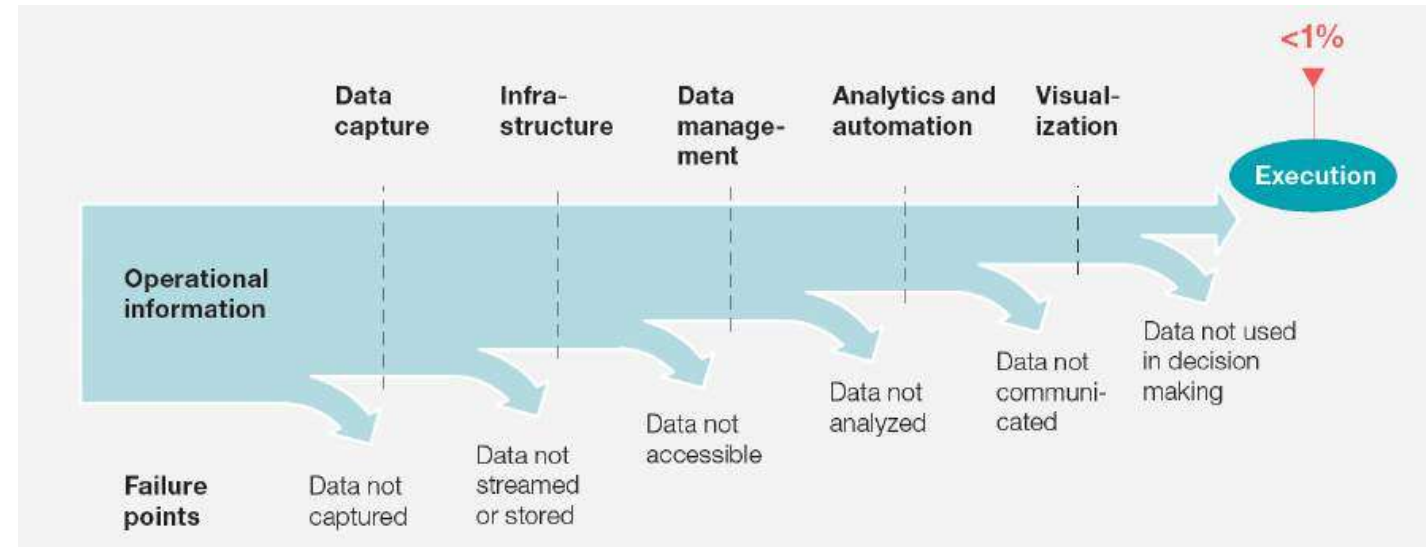 <1%
Data
capture
Infra-
structure
Data
manage-
ment
Analytics and
automation
Visual-
ization
Execution
Operational
information
Failure
points
Data not
captured
Data not
streamed
or stored
Data not
accessible
Data not
analyzed
Data not
communi-
cated
Data not used
in decision
making